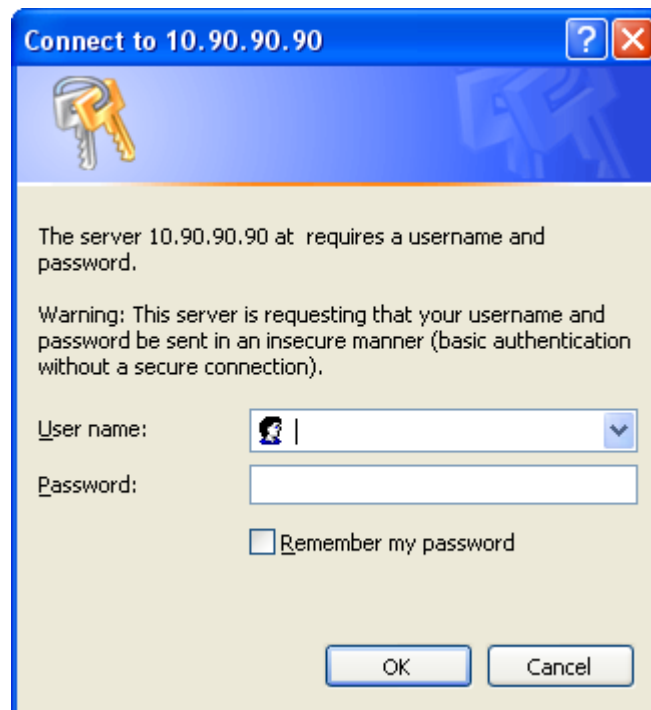 Connect to 10.90.90.90
The server 10.90.90.90 at requires a username and
password.
Warning: This server is requesting that your username and
password be sent in an insecure manner (basic authentication
without a secure connection).
User name:
Password:
Remember my password
OK
Cancel